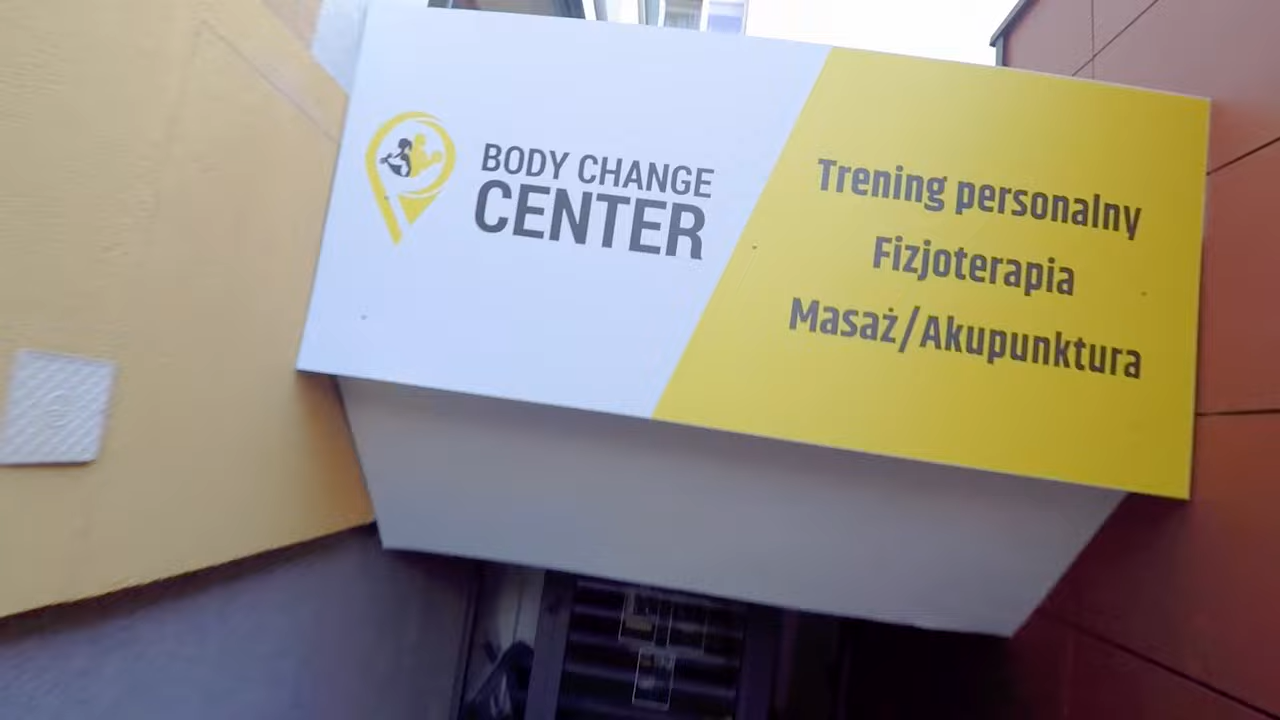 BODY CHANGE
CENTER
Trening personalny
Fizjoterapia
Masaż/Akupunktura